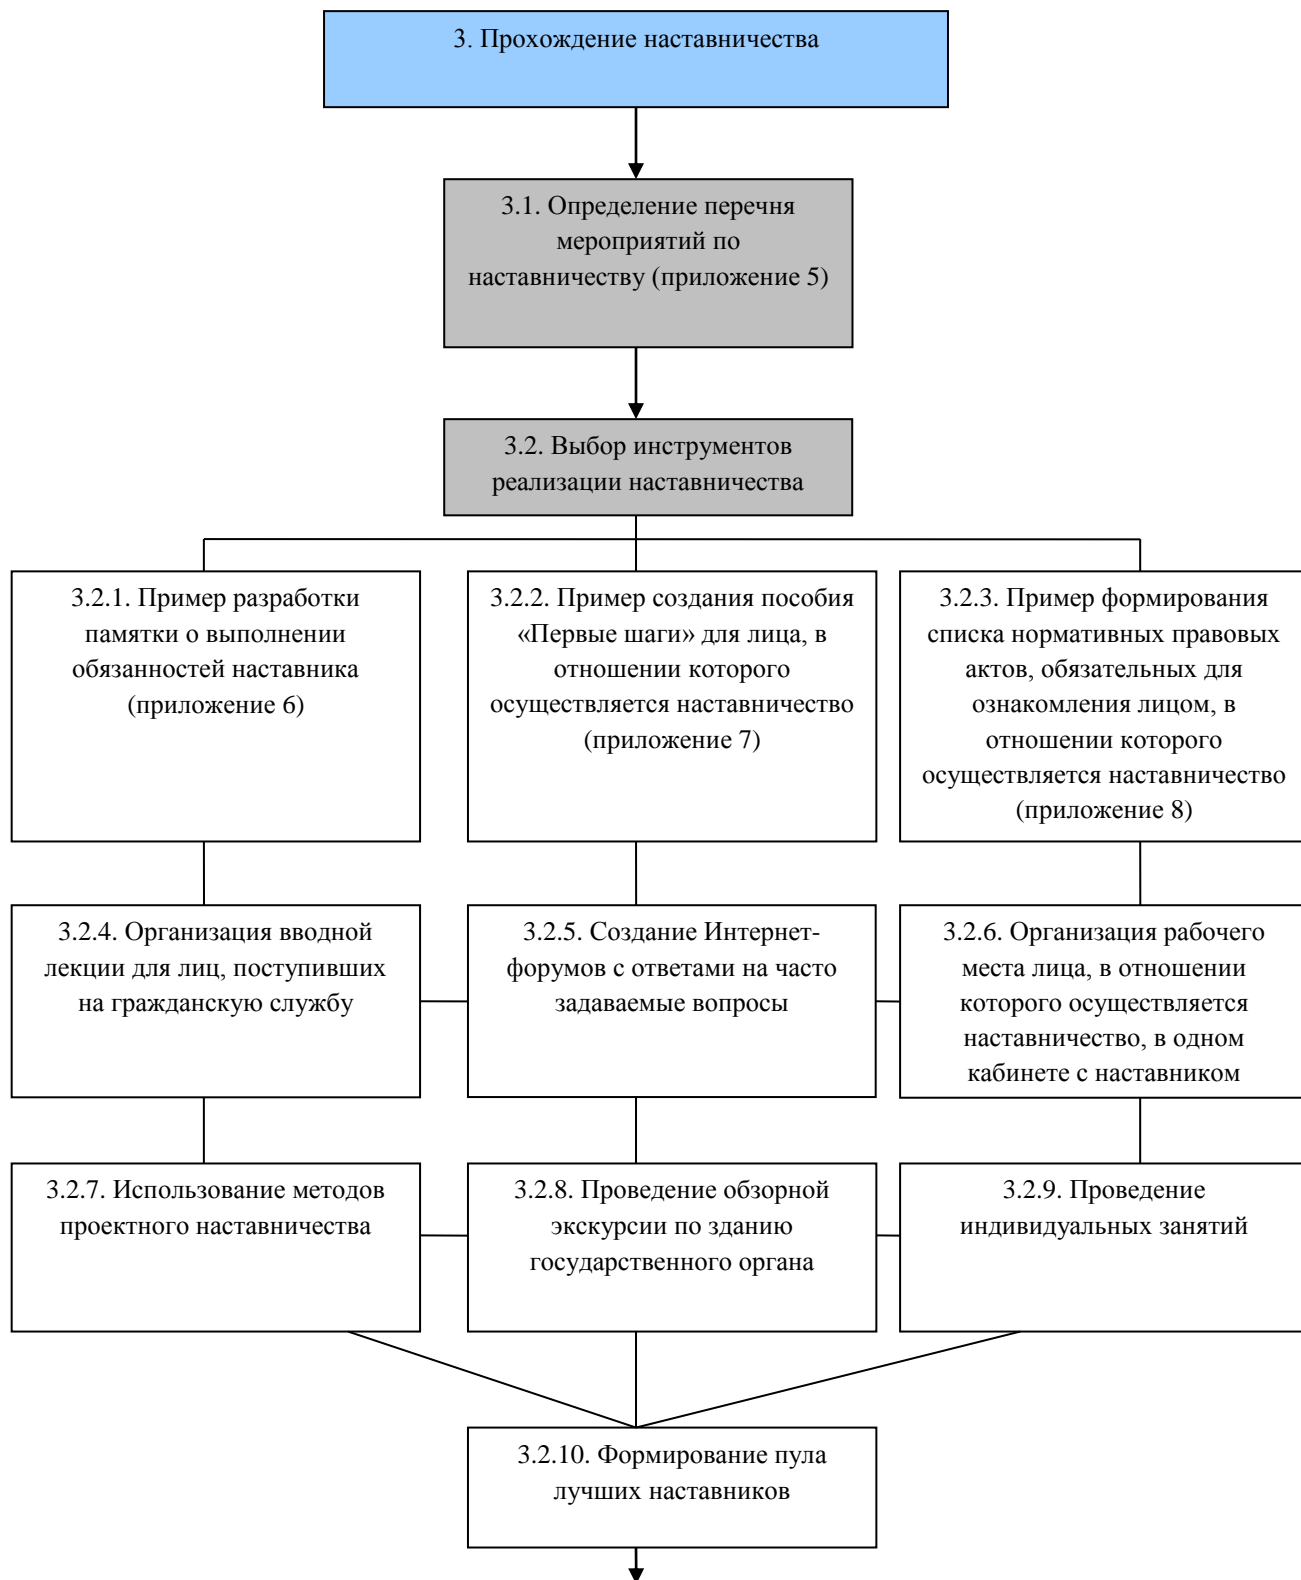 3. Прохождение наставничества
3.1. Определение перечня
мероприятий по
наставничеству (приложение 5)
3.2. Выбор инструментов
реализации наставничества
3.2.1. Пример разработки
памятки о выполнении
обязанностей наставника
(приложение 6)
3.2.2. Пример создания пособия
«Первые шаги» для лица, в
отношении которого
осуществляется наставничество
(приложение 7)
3.2.3. Пример формирования
списка нормативных правовых
актов, обязательных для
ознакомления лицом, в
отношении которого
осуществляется наставничество
(приложение 8)
3.2.4. Организация вводной
лекции для лиц, поступивших
на гражданскую службу
3.2.5. Создание Интернет-
форумов с ответами на часто
задаваемые вопросы
3.2.6. Организация рабочего
места лица, в отношении
которого осуществляется
наставничество, в одном
кабинете с наставником
3.2.7. Использование методов
проектного наставничества
3.2.8. Проведение обзорной
экскурсии по зданию
государственного органа
3.2.9. Проведение
индивидуальных занятий
3.2.10. Формирование пула
лучших наставников